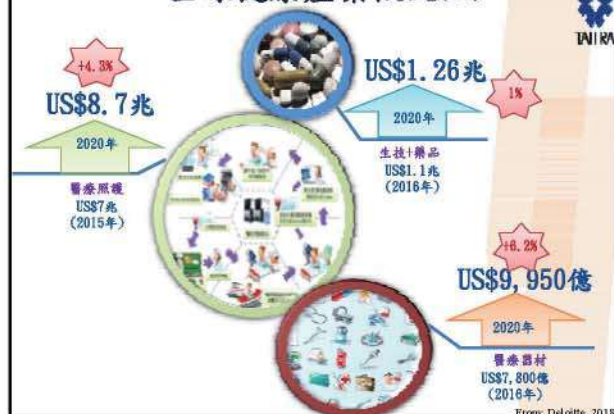 TAITRA
+4.3%
US$8.7兆
2020年
醫療照護
US$7兆
(2015年)
US$1.26兆
1%
2020年
生技+藥品
US$1.1兆
(2016年)
+6.2%
US$9,950億
2020年
醫療器材
US$7,800億
(2016年)
From: Deloitte, 2018